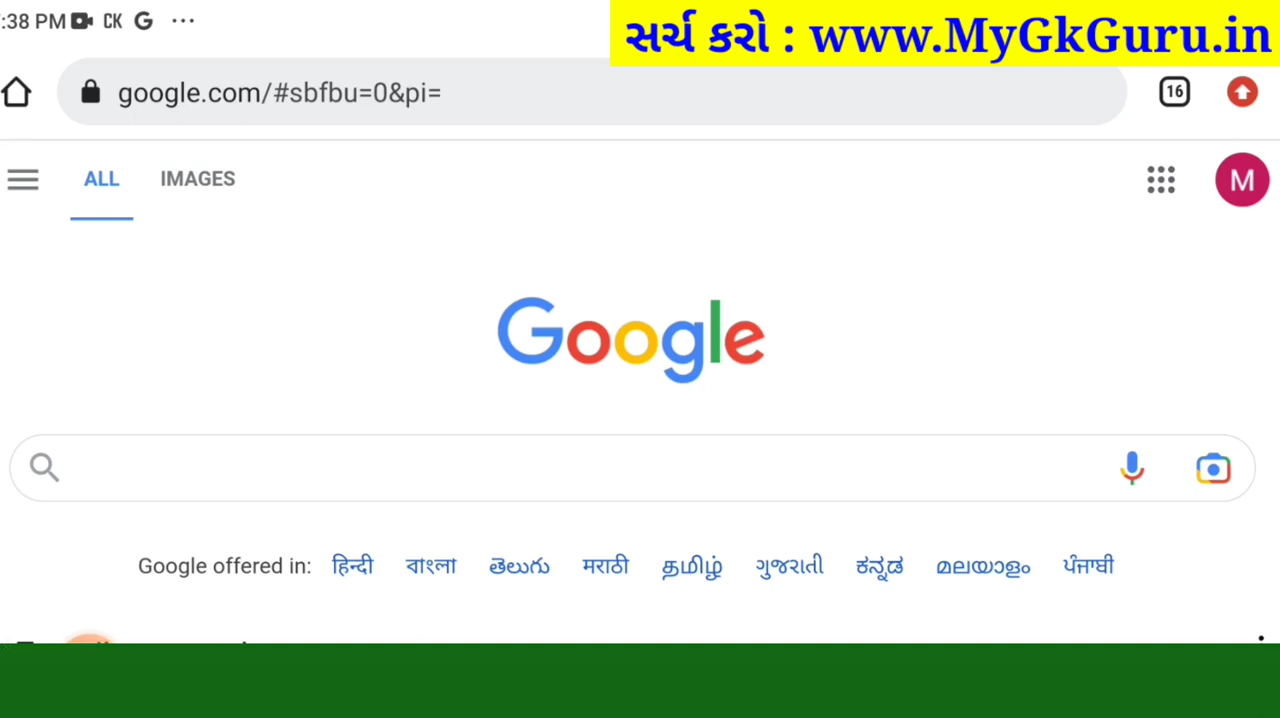 :38 PM CK G ...
સર્ચ કરો : www.MyGkGuru.in
google.com/#sbfbu=0&pi=
16
ALL IMAGES
M
Google
Google offered in: हिन्दी বাংলা తెలుగు मराठी தமிழ் ગુજરાતી ಕನ್ನಡ മലയാളം ਪੰਜਾਬੀ